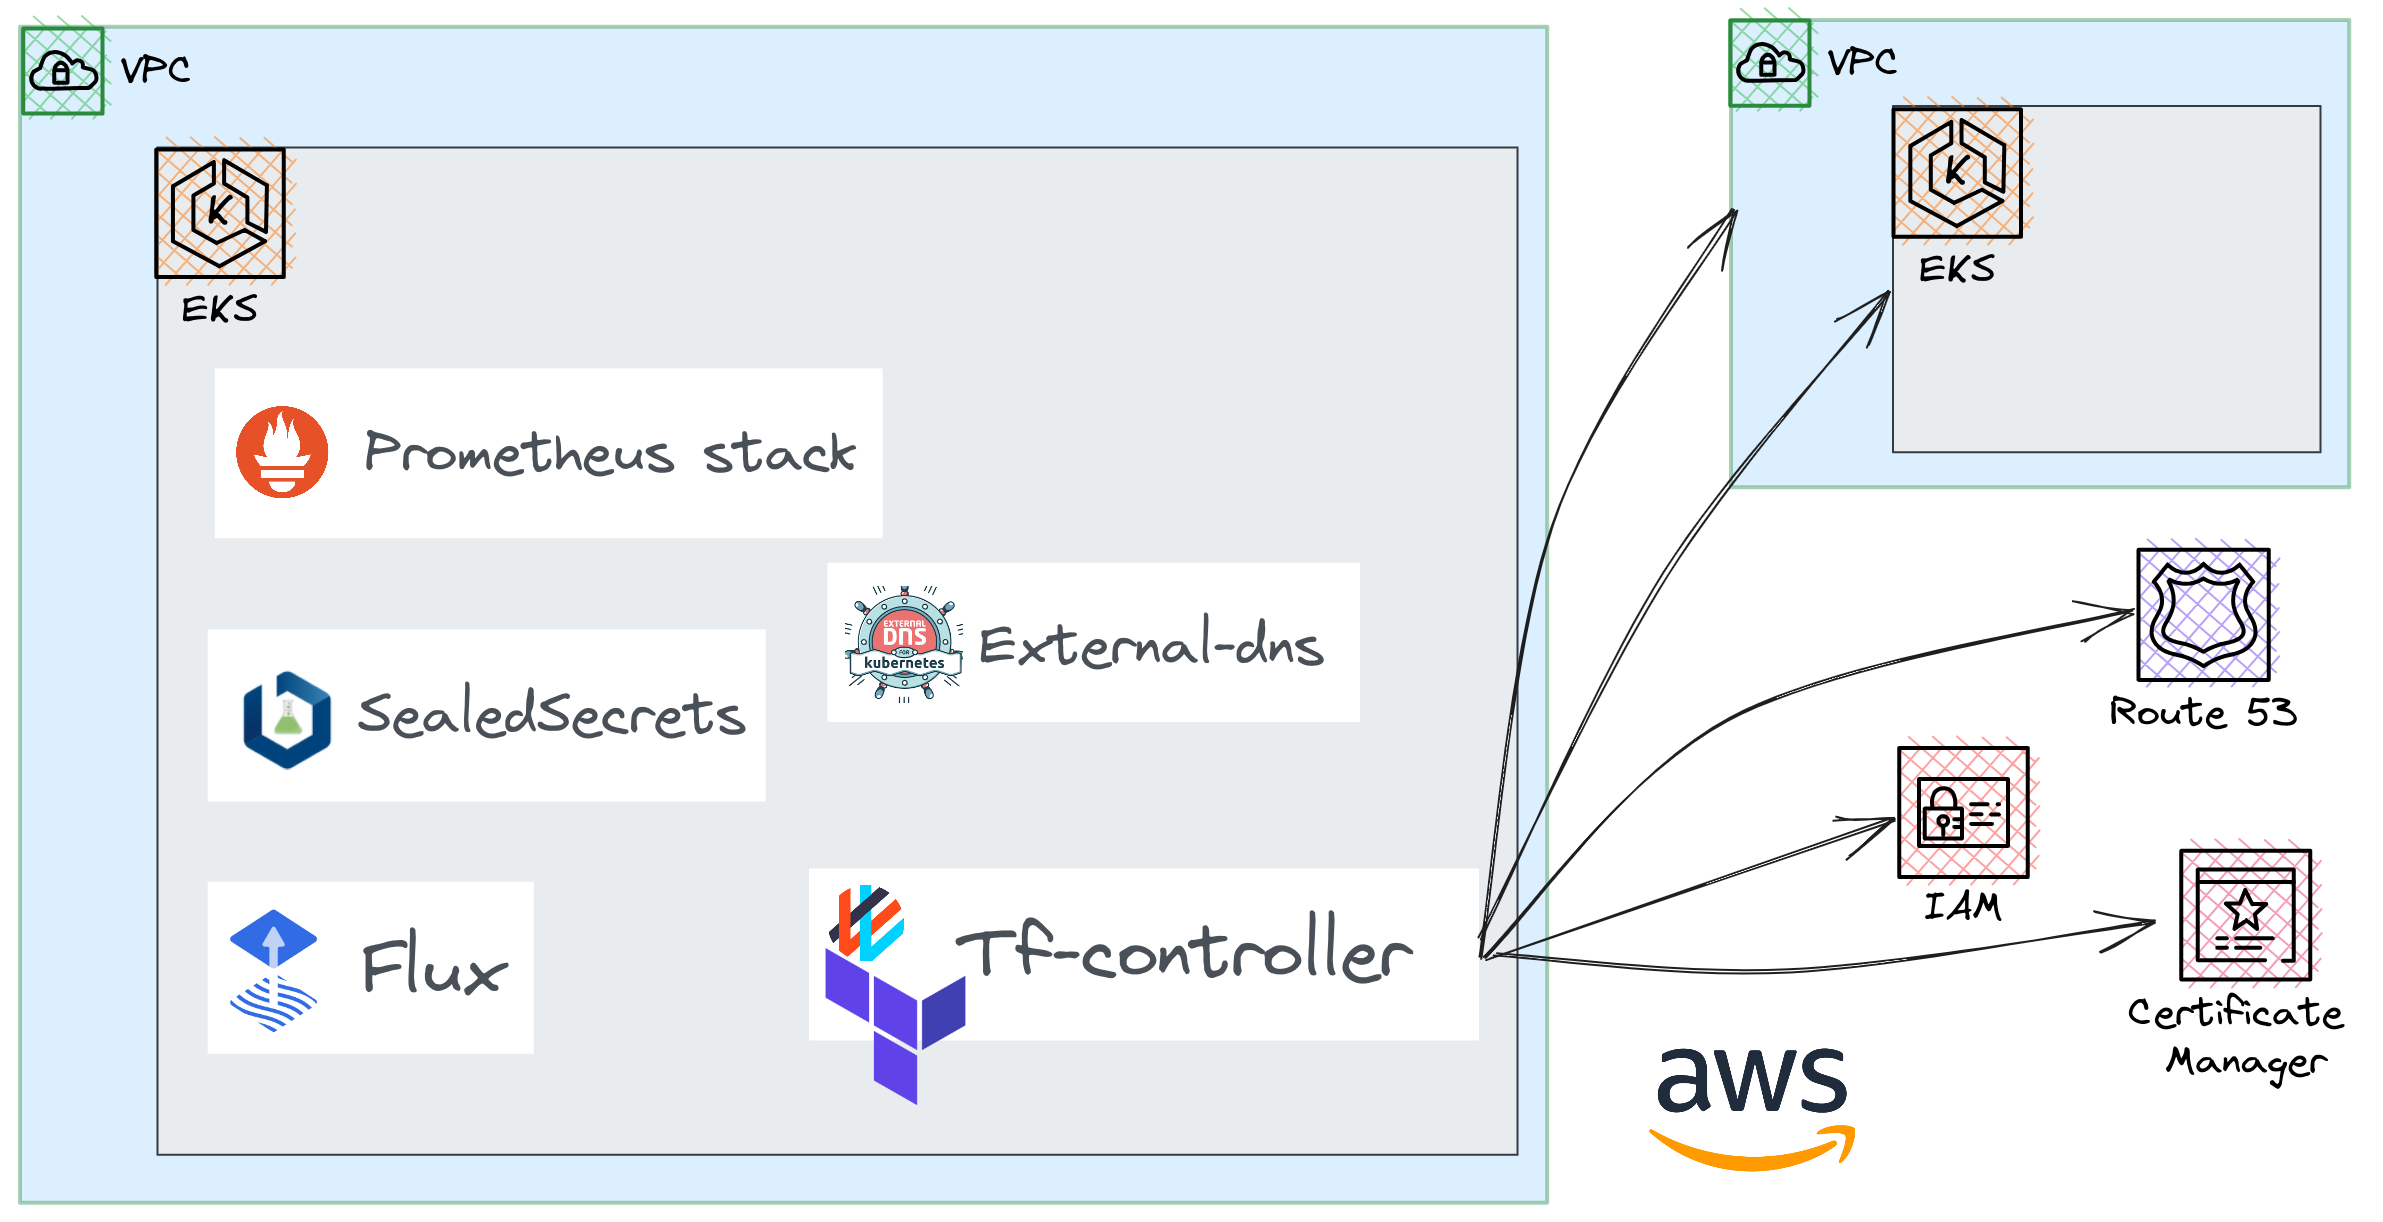 VPC
EKS
K
Prometheus stack
EXTERNAL
DNS
FOR
kubernetes
External-dns
SealedSecrets
Flux
Tf-controller
VPC
K
EKS
Route 53
IAM
Certificate
Manager
aws